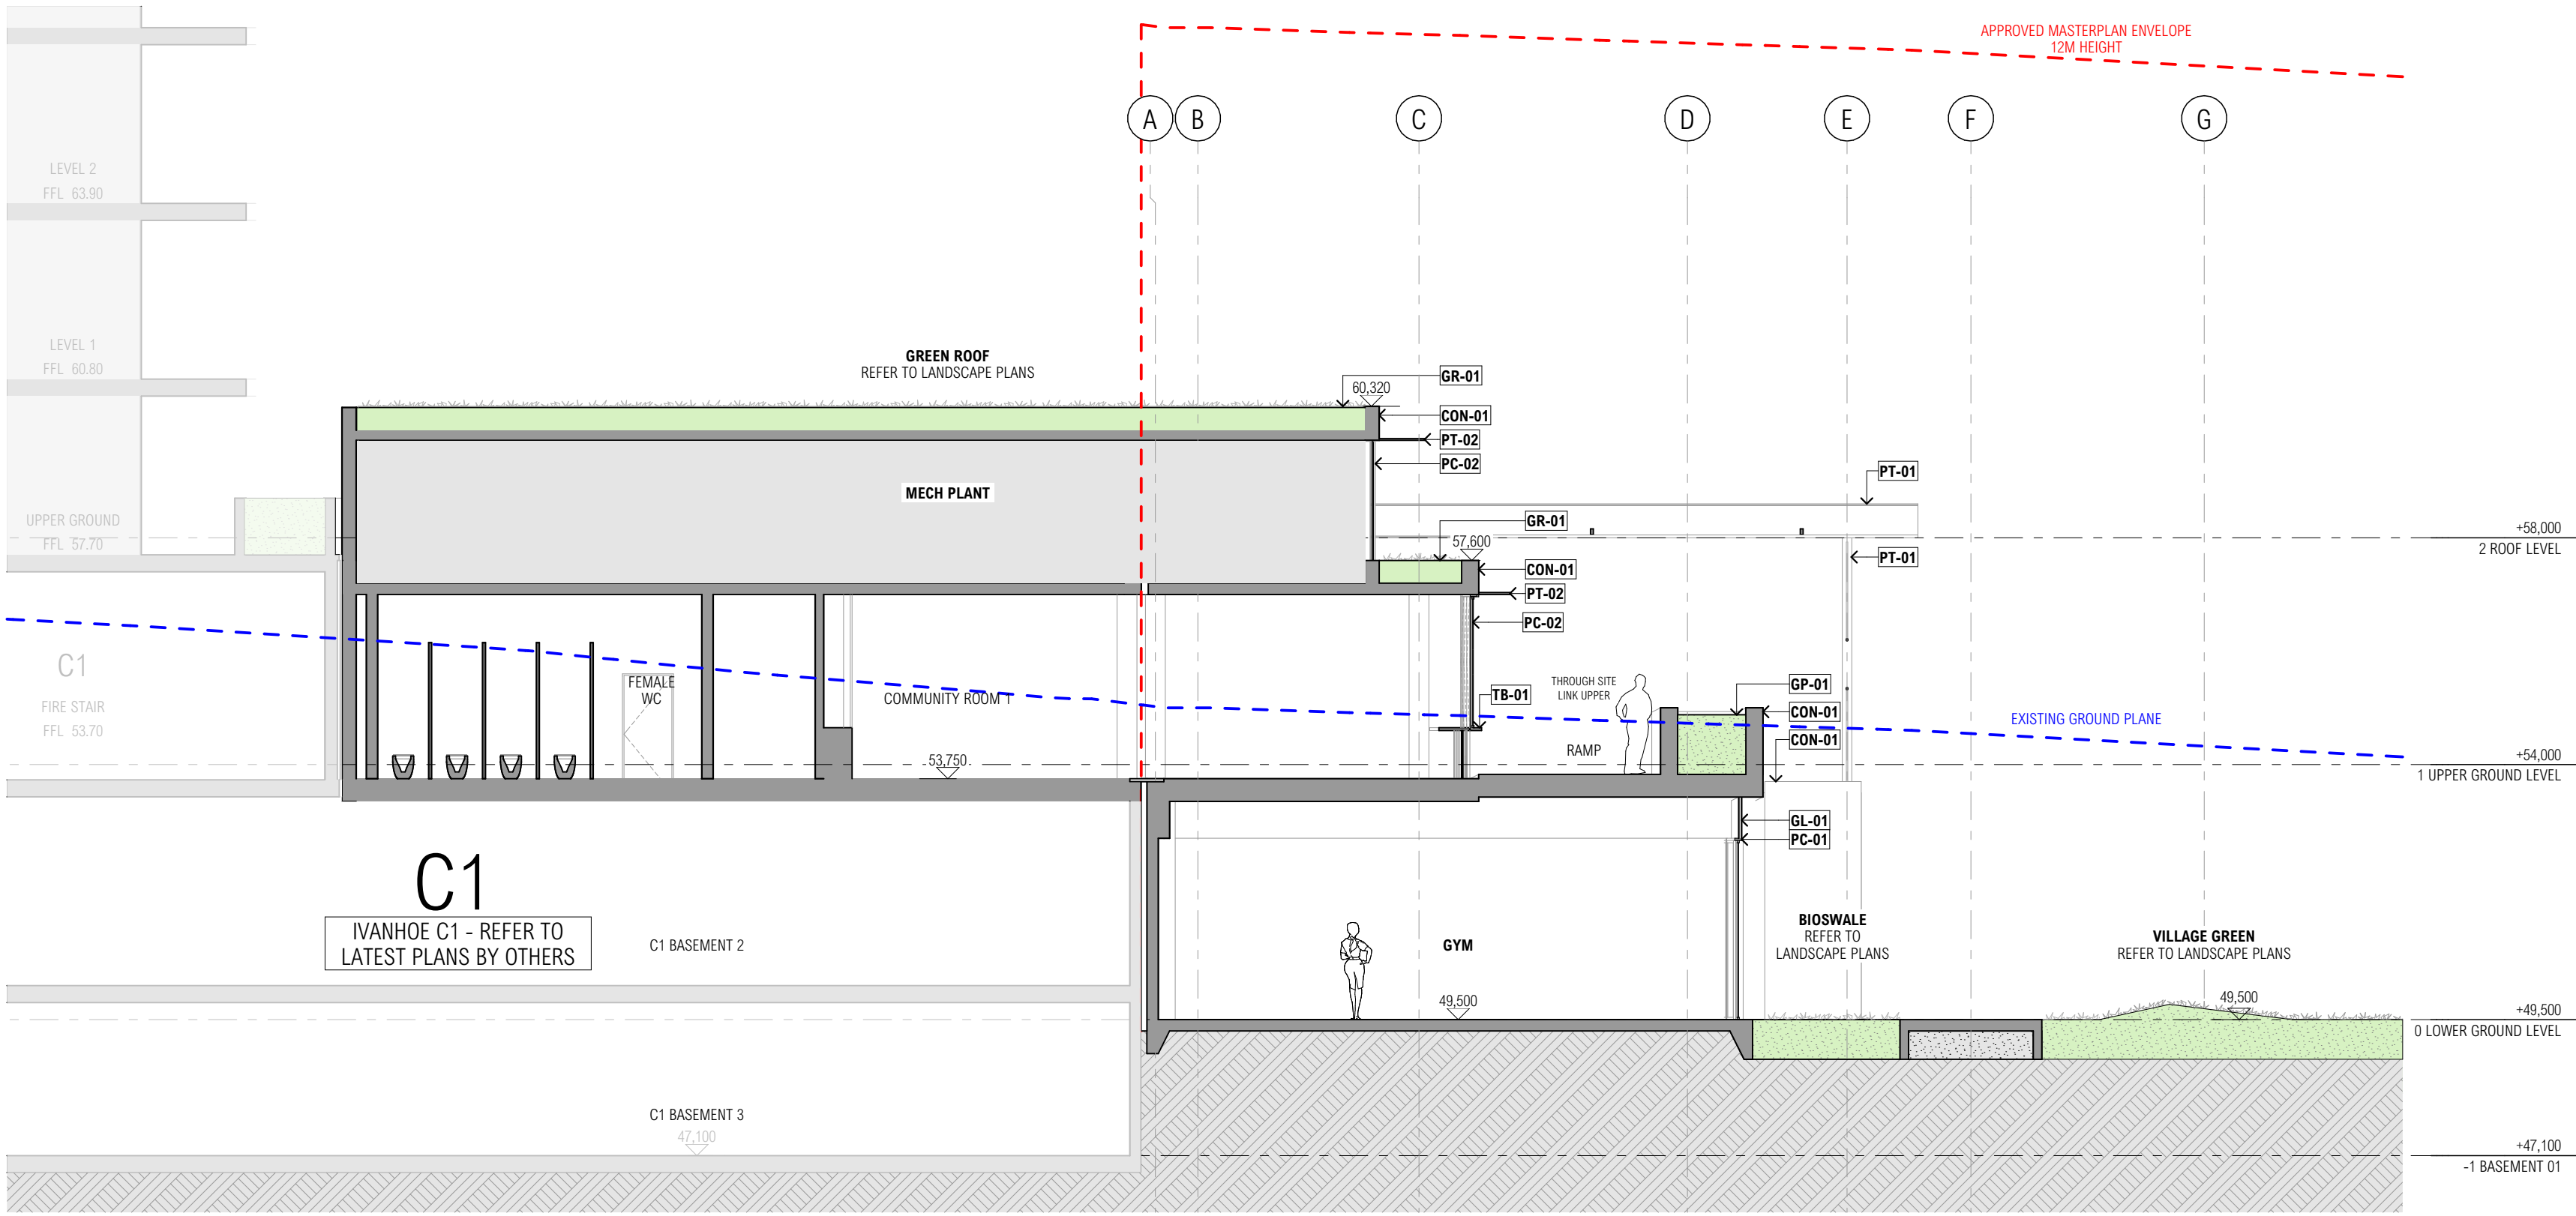 APPROVED MASTERPLAN ENVELOPE
12M HEIGHT
A
B
C
D
E
F
G
LEVEL 2
FFL 63.90
LEVEL 1
FFL 60.80
UPPER GROUND
FFL 57.70
C1
FIRE STAIR
FFL 53.70
GREEN ROOF
REFER TO LANDSCAPE PLANS
60,320
GR-01
CON-01
PT-02
PC-02
MECH PLANT
PT-01
GR-01
57,600
CON-01
PT-02
PC-02
PT-01
+58,000
2 ROOF LEVEL
FEMALE
WC
COMMUNITY ROOM 1
53,750
TB-01
THROUGH SITE
LINK UPPER
RAMP
GP-01
CON-01
CON-01
EXISTING GROUND PLANE
+54,000
1 UPPER GROUND LEVEL
GL-01
PC-01
C1
IVANHOE C1 - REFER TO
LATEST PLANS BY OTHERS
C1 BASEMENT 2
GYM
49,500
BIOSWALE
REFER TO
LANDSCAPE PLANS
VILLAGE GREEN
REFER TO LANDSCAPE PLANS
49,500
+49,500
0 LOWER GROUND LEVEL
C1 BASEMENT 3
47,100
+47,100
-1 BASEMENT 01